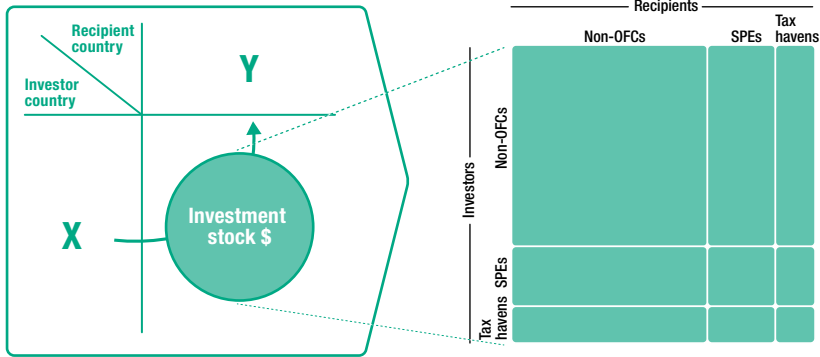 Recipient
country
Investor
country
Y
X
Investment
stock $
Recipients
Non-OFCs
SPEs
Tax
havens
Investors
Non-OFCs
SPEs
Tax
havens